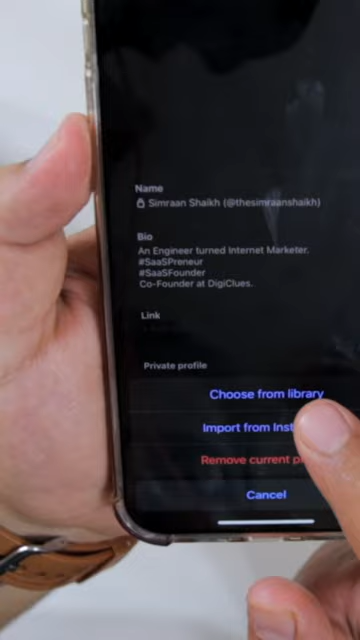 Name
Simraan Shaikh (@thesimraanshaikh)
Bio
An Engineer turned Internet Marketer.
#SaaSPreneur
#SaaSFounder
Co-Founder at DigiClues.
Link
Private profile
Choose from library
Import from Inst
Remove current p
Cancel